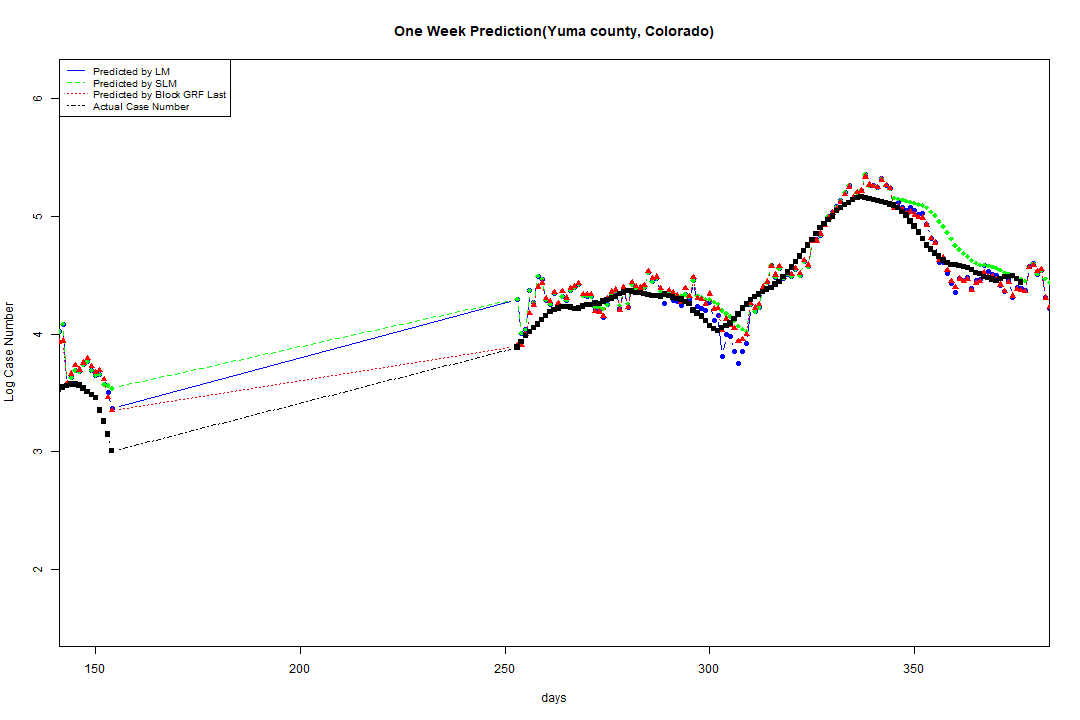 One Week Prediction(Yuma county, Colorado)
Predicted by LM
Predicted by SLM
Predicted by Block GRF Last
Actual Case Number
Log Case Number
6
5
4
3
2
150 200 250 300 350
days